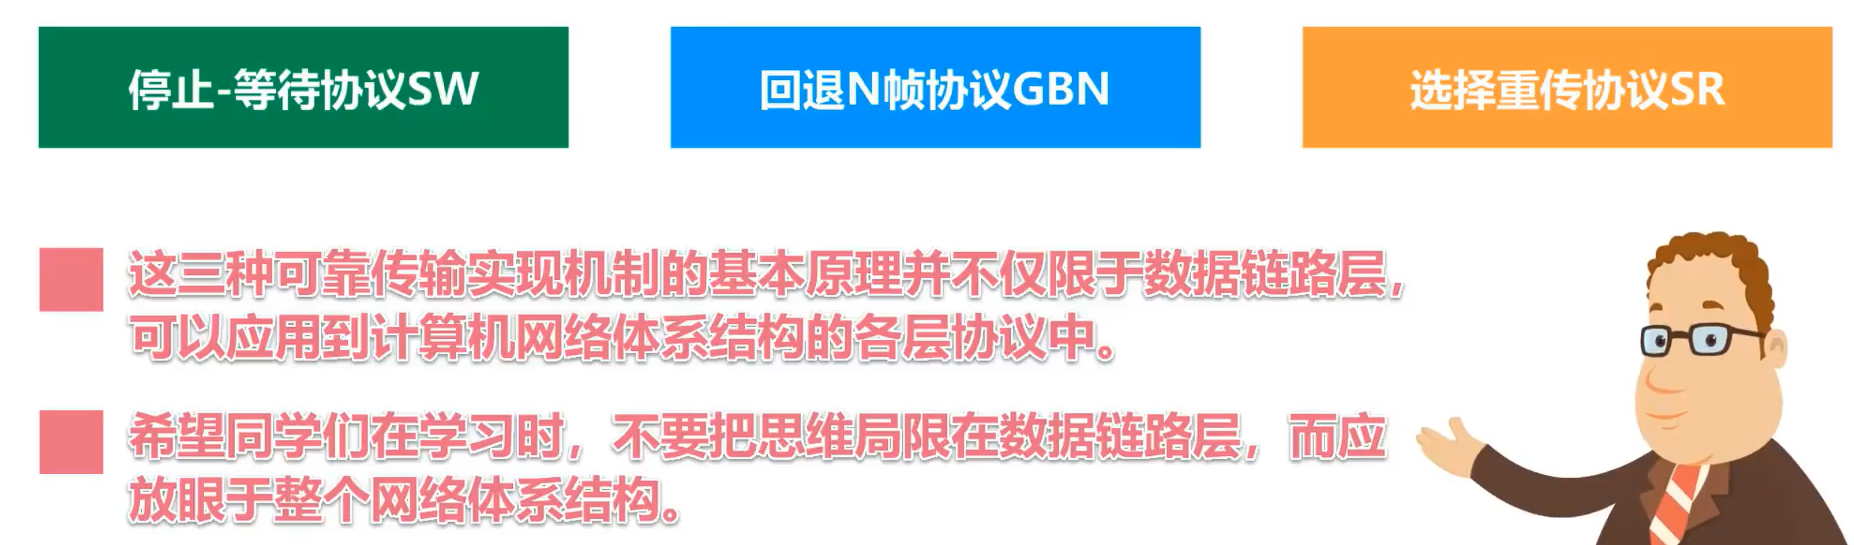 停止-等待协议SW
回退N帧协议GBN
选择重传协议SR
这三种可靠传输实现机制的基本原理并不仅限于数据链路层，
可以应用到计算机网络体系结构的各层协议中。
希望同学们在学习时，不要把思维局限在数据链路层，而应
放眼于整个网络体系结构。